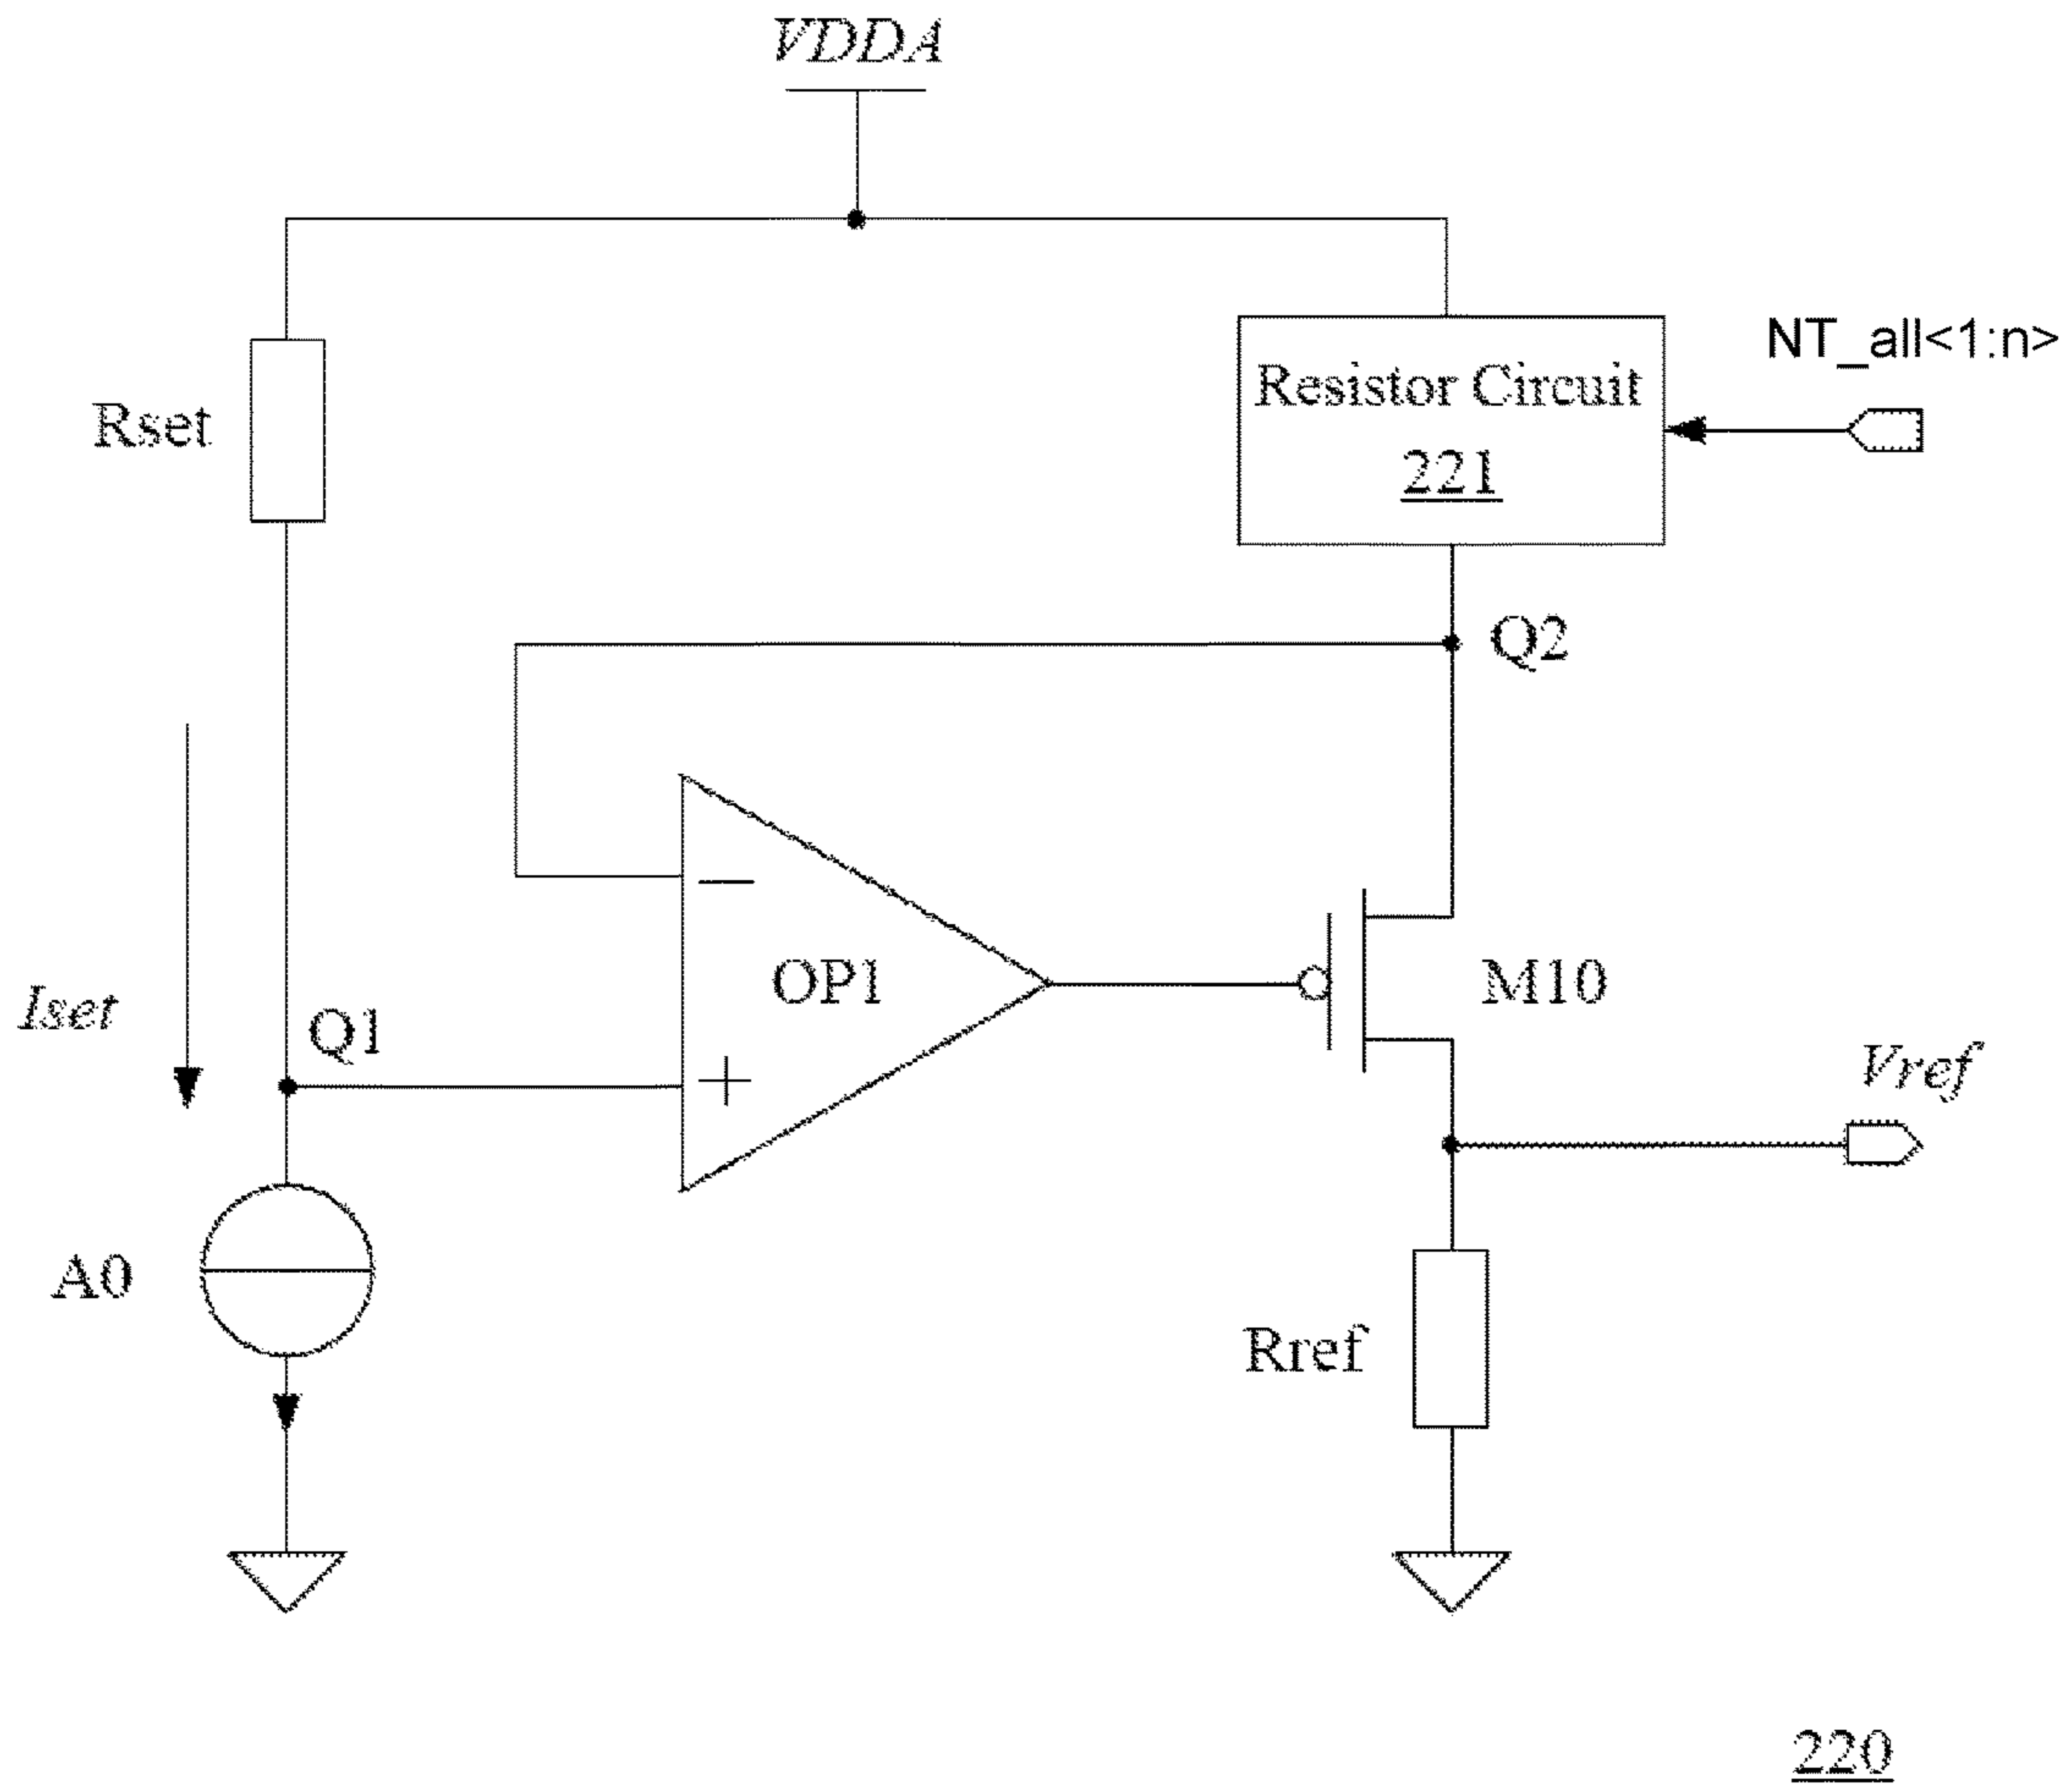 VDDA
NT_all<1:n>
Resistor Circuit
221
Rset
Q2
−
OP1
M10
Iset
Q1
+
Vref
A0
Rref
220